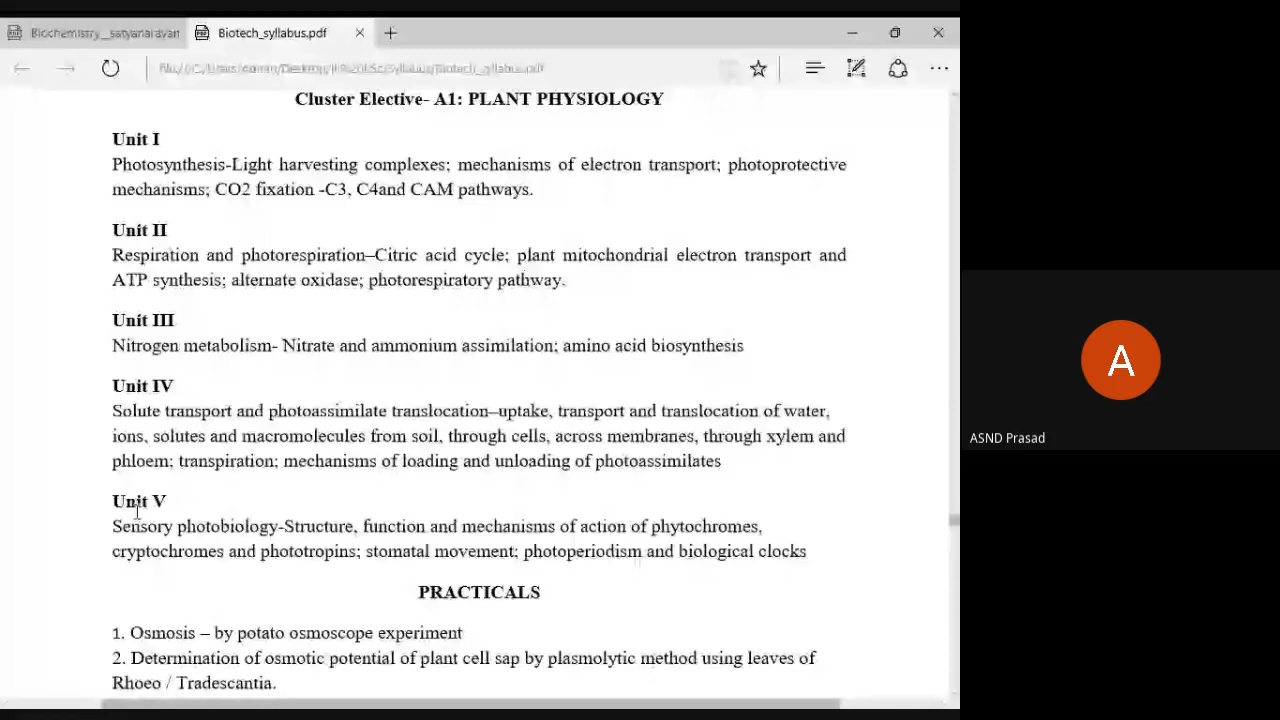 Biochemistry_satyanarayan
Biotech_syllabus.pdf
Cluster Elective- A1: PLANT PHYSIOLOGY
Unit I
Photosynthesis-Light harvesting complexes; mechanisms of electron transport; photoprotective
mechanisms; CO2 fixation -C3, C4and CAM pathways.
Unit II
Respiration and photorespiration–Citric acid cycle; plant mitochondrial electron transport and
ATP synthesis; alternate oxidase; photorespiratory pathway.
Unit III
Nitrogen metabolism- Nitrate and ammonium assimilation; amino acid biosynthesis
Unit IV
Solute transport and photoassimilate translocation–uptake, transport and translocation of water,
ions, solutes and macromolecules from soil, through cells, across membranes, through xylem and
phloem; transpiration; mechanisms of loading and unloading of photoassimilates
Unit V
Sensory photobiology-Structure, function and mechanisms of action of phytochromes,
cryptochromes and phototropins; stomatal movement; photoperiodism and biological clocks
PRACTICALS
1. Osmosis – by potato osmoscope experiment
2. Determination of osmotic potential of plant cell sap by plasmolytic method using leaves of
Rhoeo / Tradescantia.
A
ASND Prasad